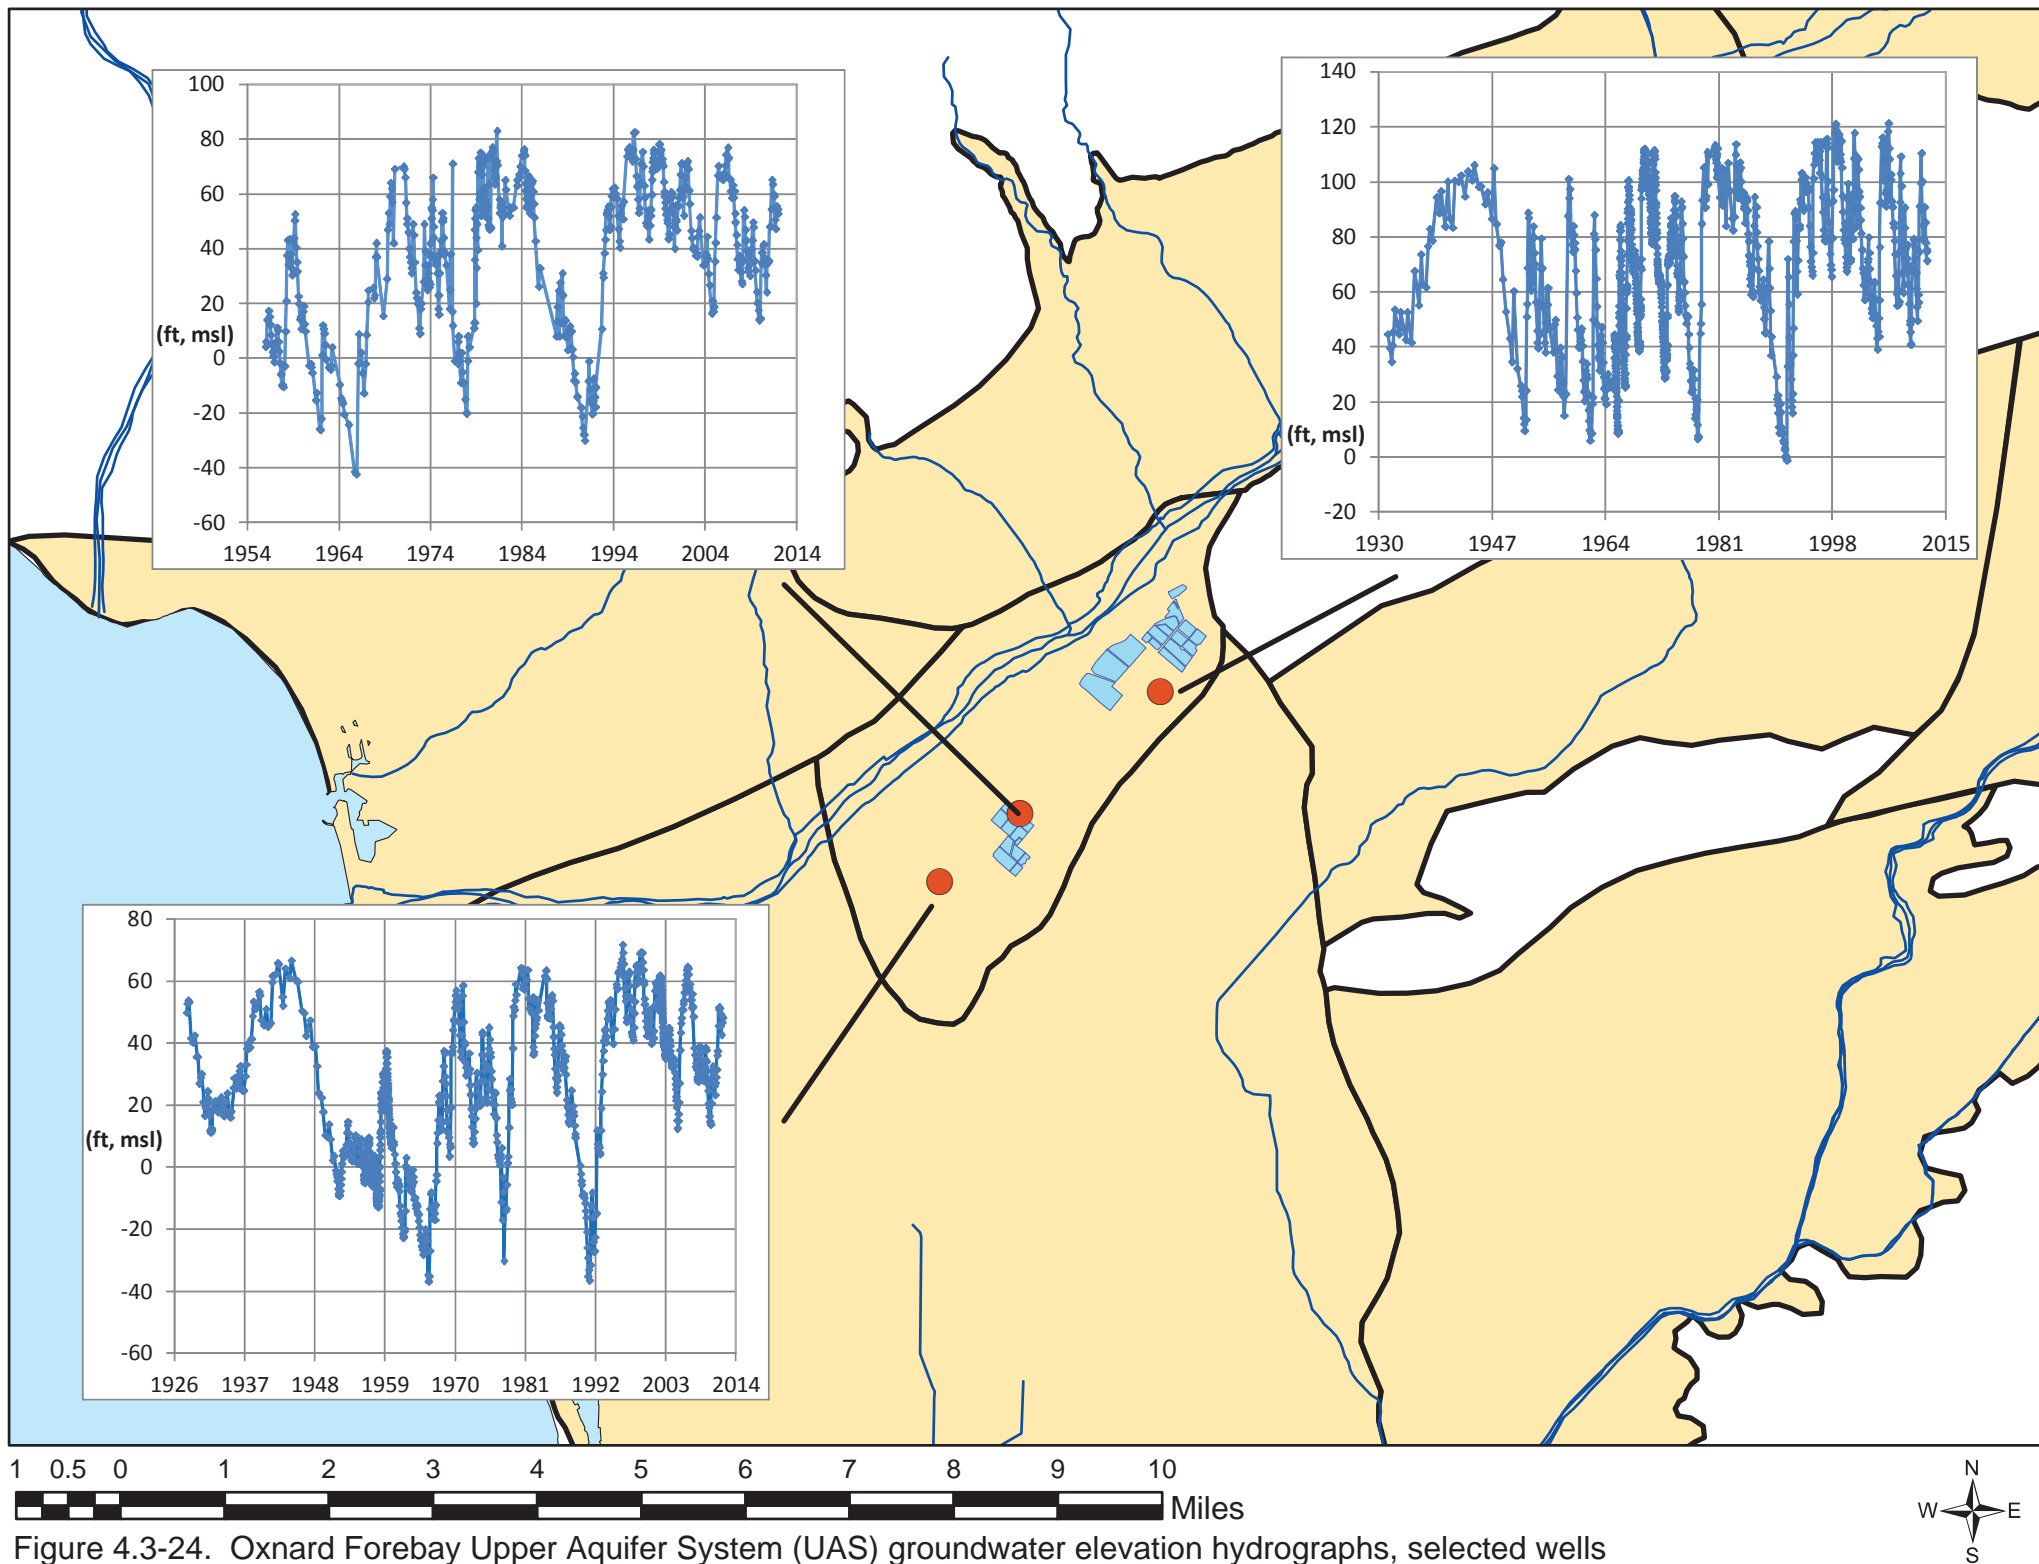 100
80
60
40
20
(ft, msl)
0
-20
-40
-60
1954 1964 1974 1984 1994 2004 2014
140
120
100
80
60
40
20
(ft, msl)
0
-20
1930 1947 1964 1981 1998 2015
80
60
40
20
(ft, msl)
0
-20
-40
-60
1926 1937 1948 1959 1970 1981 1992 2003 2014
1 0.5 0 1 2 3 4 5 6 7 8 9 10
Miles
N
W E
S
Figure 4.3-24. Oxnard Forebay Upper Aquifer System (UAS) groundwater elevation hydrographs, selected wells